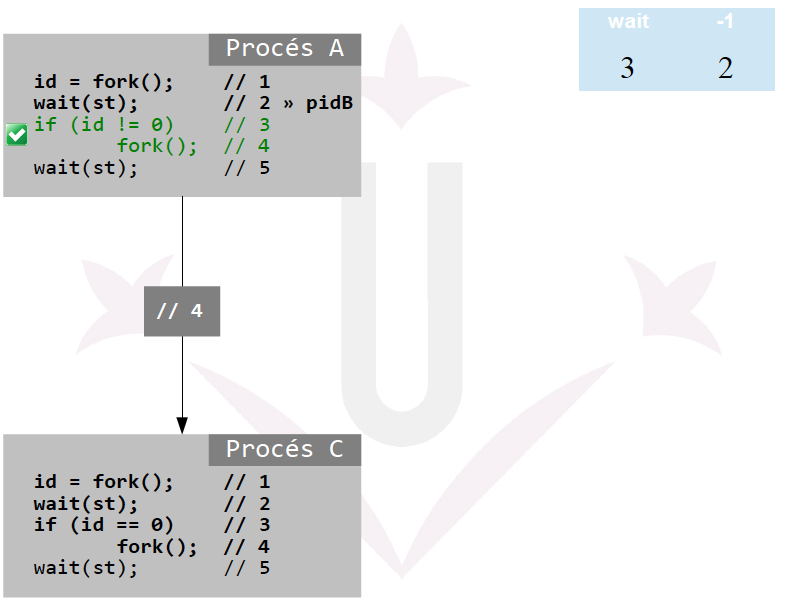 wait -1
3 2
Procés A
id = fork(); // 1
wait(st); // 2 » pidB
if (id != 0) // 3
fork(); // 4
wait(st); // 5
// 4
Procés C
id = fork(); // 1
wait(st); // 2
if (id == 0) // 3
fork(); // 4
wait(st); // 5